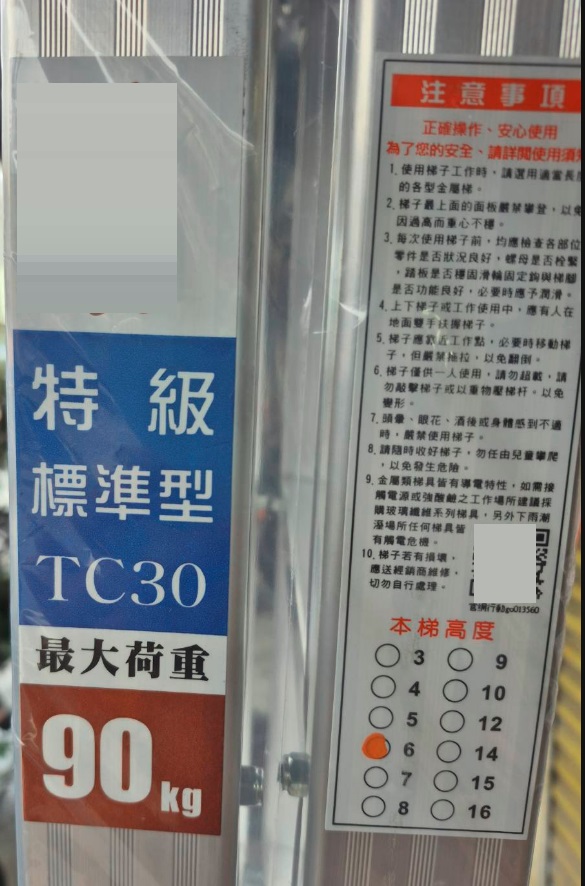 特級
標準型
TC30
最大荷重
90kg
注意事項
正確操作、安心使用
為了您的安全、請詳閱使用須
1. 使用梯子工作時、請選用適當長
的各型金屬梯。
2. 梯子最上面的面板嚴禁攀登,以免
因過高而重心不穩。
3. 每次使用梯子前,均應檢查各部位
零件是否狀況良好,螺母是否栓緊
,踏板是否穩固滑輪固定鉤與梯腳
是否功能良好,必要時應予潤滑。
4. 上下梯子或工作使用中,應有人在
地面雙手扶握梯子。
5. 梯子應靠近工作點,必要時移動梯
子,但嚴禁拖拉,以免翻倒。
6. 梯子僅供一人使用,請勿超載,請
勿敲擊梯子或以重物壓梯杆。以免
變形。
7. 頭暈、眼花、酒後或身體感到不適
時,嚴禁使用梯子。
8. 請隨時收好梯子,勿任由兒童攀爬
,以免發生危險。
9. 金屬類梯具皆有導電特性,如需接
觸電源或強酸鹼之工作場所建議採
購玻璃纖維系列梯具,另外下雨潮
溼場所任何梯具皆
有觸電危機。
10. 梯子若有損壞,
應送經銷商維修,
切勿自行處理。
官網行動go013560
本梯高度
3 9
4 10
5 12
6 14
7 15
8 16